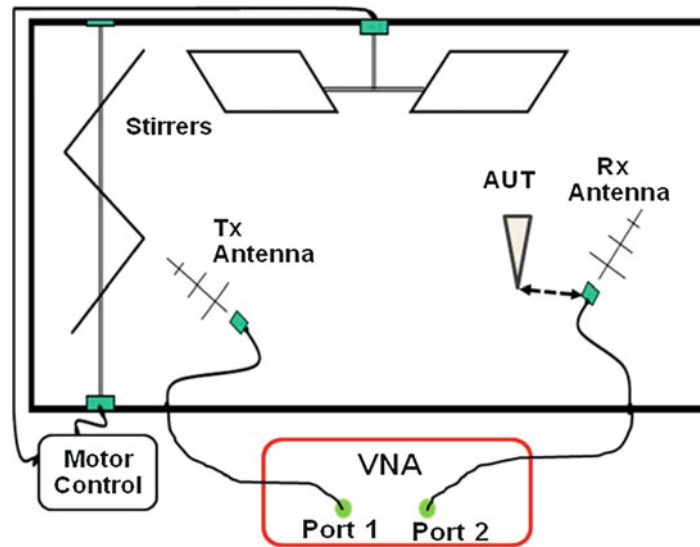 Stirrers
AUT
Rx
Antenna
Tx
Antenna
Motor
Control
VNA
Port 1
Port 2